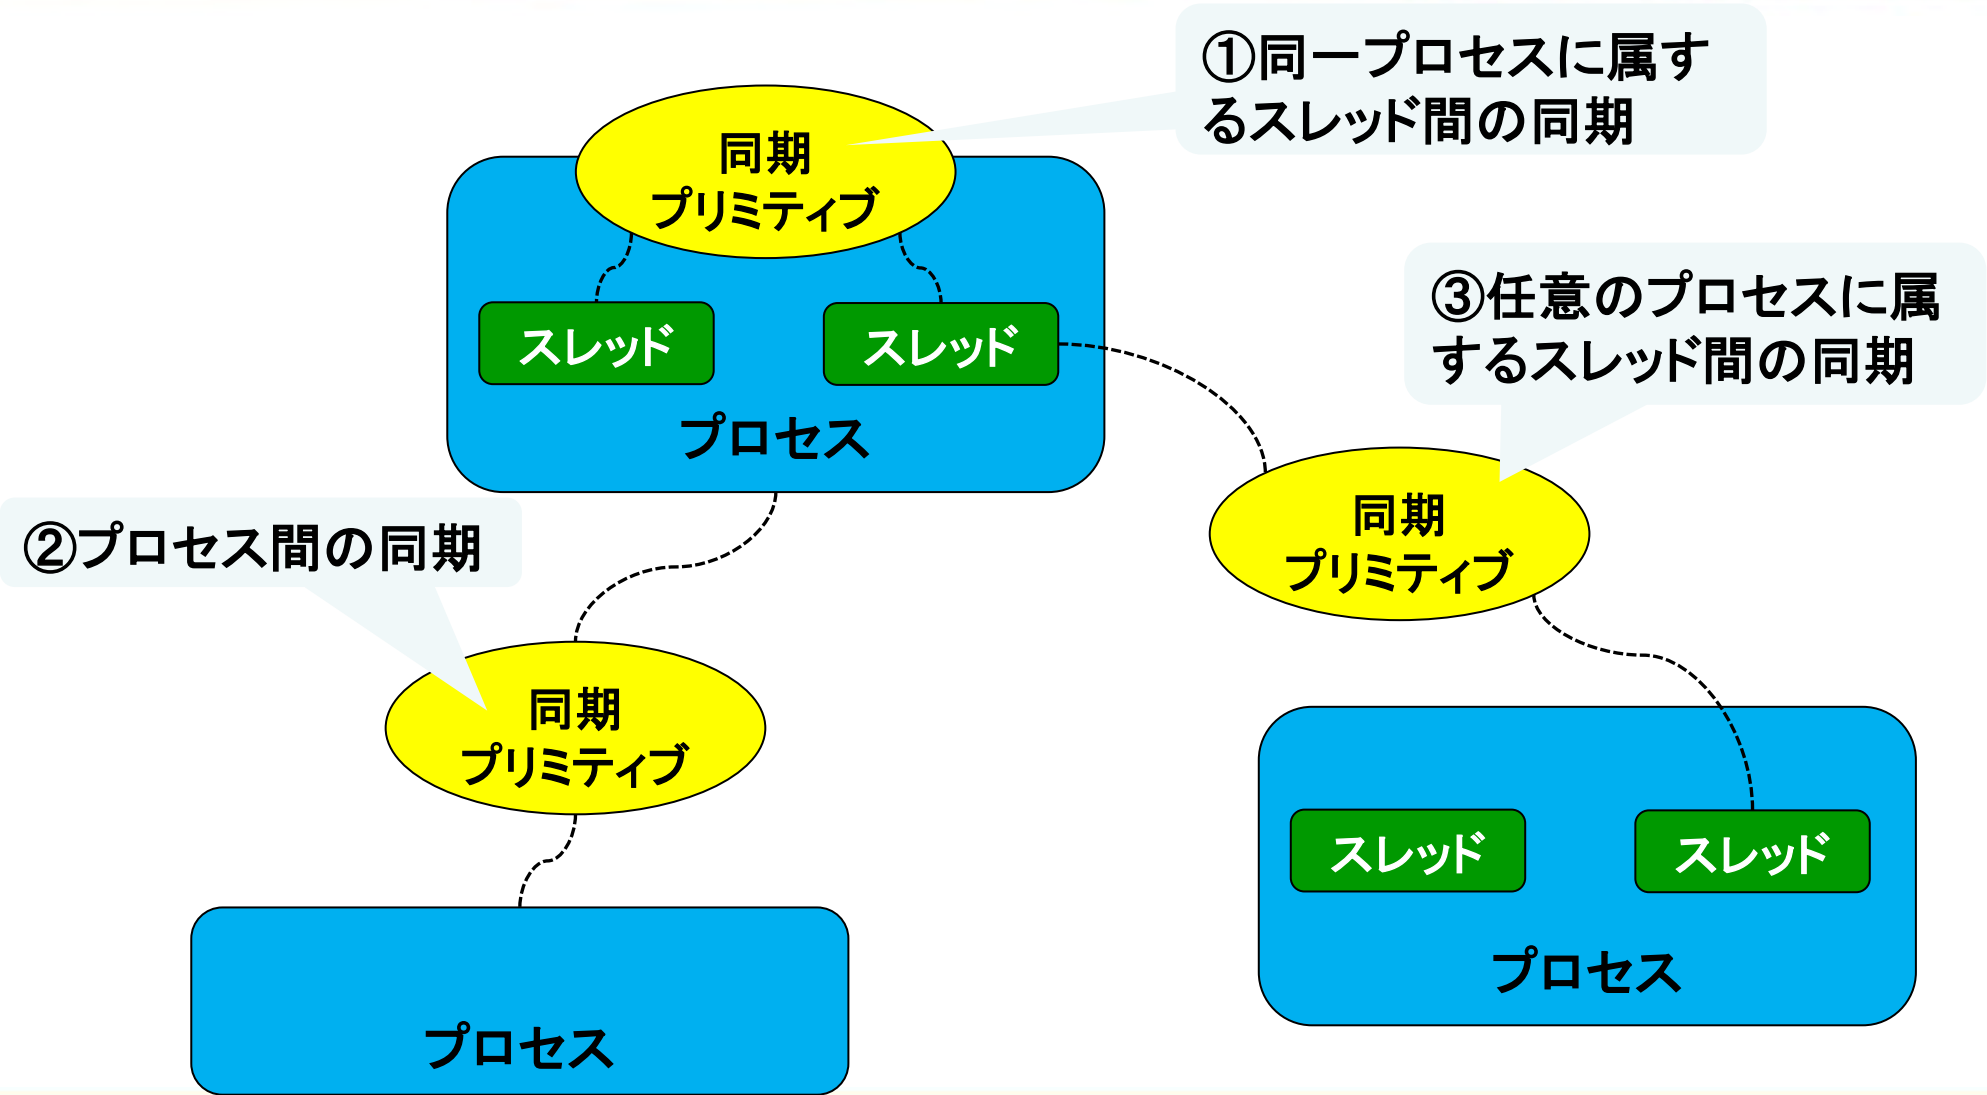 ①同一プロセスに属す
るスレッド間の同期
同期
プリミティブ
スレッド
スレッド
プロセス
③任意のプロセスに属
するスレッド間の同期
②プロセス間の同期
同期
プリミティブ
同期
プリミティブ
スレッド
スレッド
プロセス
プロセス